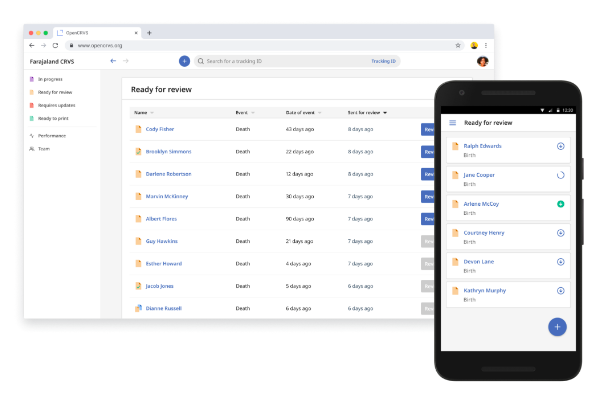 OpenCRVS
www.opencrvs.org
Farajaland CRVS
Search for a tracking ID
Tracking ID
In progress
Ready for review
Requires updates
Ready to print
Performance
Team
Ready for review
Name Event Date of event Sent for review
Cody Fisher Death 43 days ago 8 days ago Rev
Brooklyn Simmons Death 22 days ago 8 days ago Rev
Darlene Robertson Death 12 days ago 8 days ago Rev
Marvin McKinney Death 30 days ago 7 days ago Rev
Albert Flores Death 90 days ago 7 days ago Rev
Guy Hawkins Death 21 days ago 7 days ago Rev
Esther Howard Death 4 days ago 7 days ago Rev
Jacob Jones Death 5 days ago 6 days ago Rev
Dianne Russell Death 6 days ago 6 days ago
12:30
Ready for review
Ralph Edwards
Birth
Jane Cooper
Birth
Arlene McCoy
Birth
Courtney Henry
Birth
Devon Lane
Birth
Kathryn Murphy
Birth